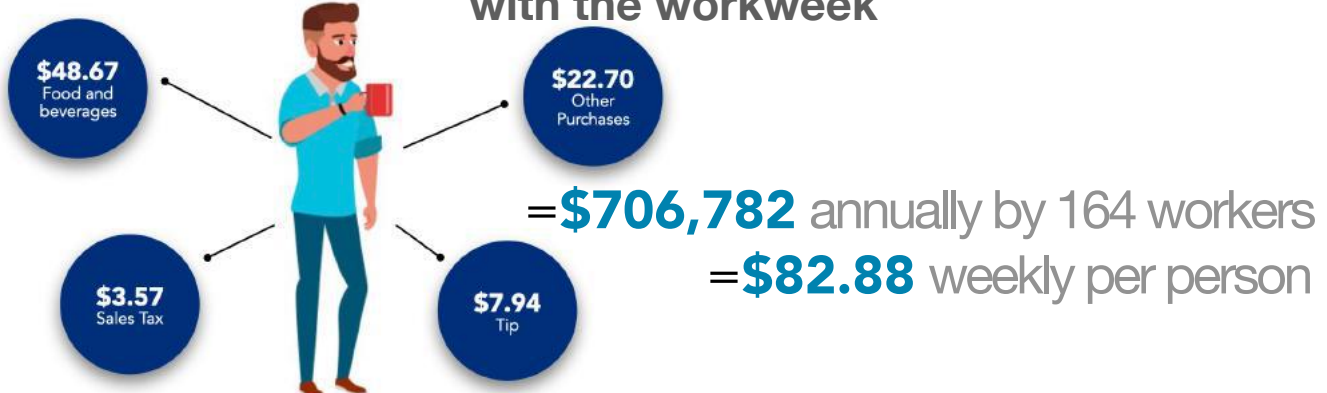 with the workweek
$48.67
Food and
beverages
$22.70
Other
Purchases
=$706,782 annually by 164 workers
=$82.88 weekly per person
$3.57
Sales Tax
$7.94
Tip